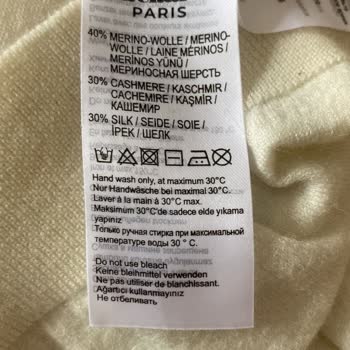 PARIS
40% MERINO-WOLLE / MERINO-
WOLLE / LAINE MÉRINOS /
MERİNOS YÜNÜ /
МЕРИНОСНАЯ ШЕРСТЬ
30% CASHMERE / KASCHMIR /
CACHEMIRE / KAŞMİR /
КАШЕМИР
30% SILK / SEIDE / SOIE /
İPEK / ШЕЛК
Hand wash only, at maximum 30°C
Nur Handwäsche bei maximal 30°C.
Laver à la main à 30°C max.
Maksimum 30°C'de sadece elde yıkama
yapınız
Только ручная стирка при максимальной
температуре воды 30 °C.
Do not use bleach
Keine bleihmittel verwenden
Ne pas utiliser de blanchissant.
Ağartıcı kullanmayınız
Не отбеливать